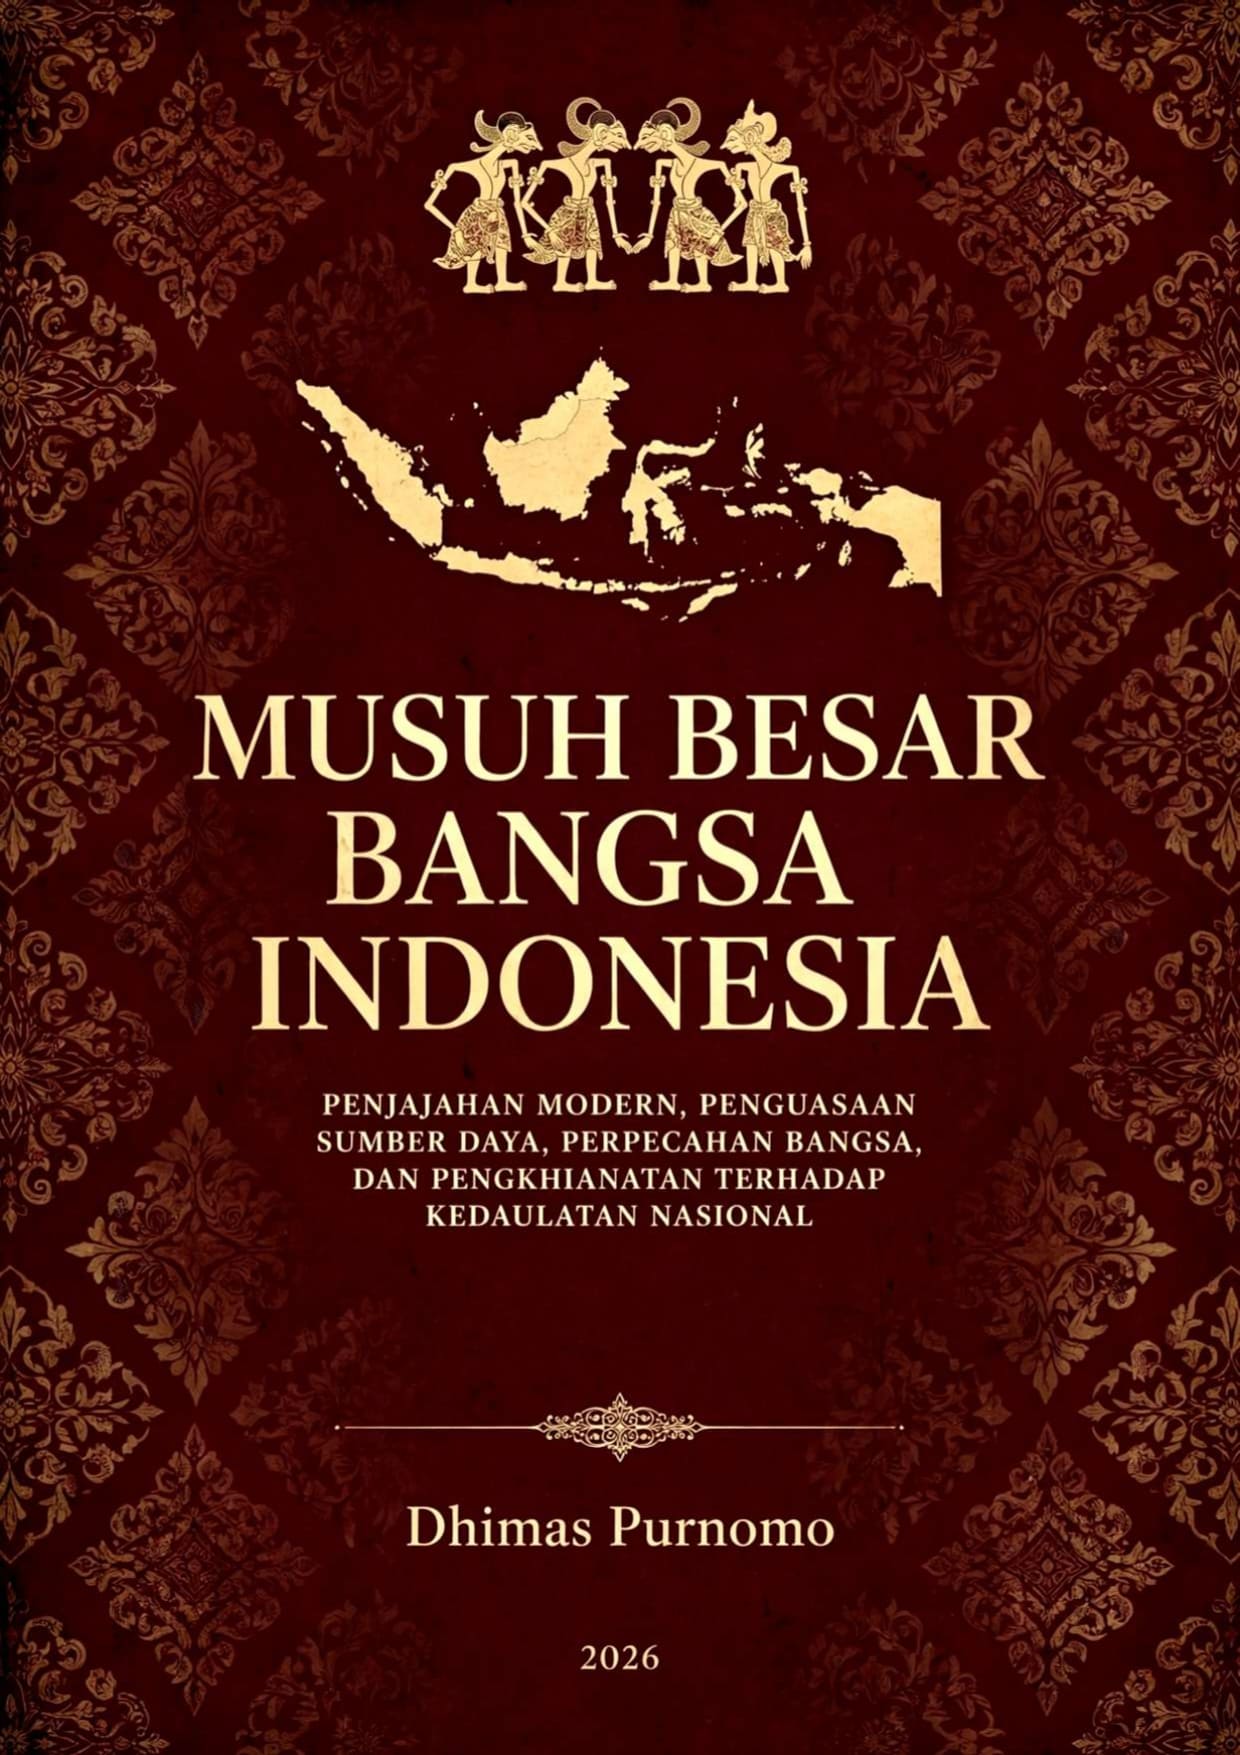 MUSUH BESAR
BANGSA
INDONESIA
PENJAJAHAN MODERN, PENGUASAAN
SUMBER DAYA, PERPECAHAN BANGSA,
DAN PENGKHIANATAN TERHADAP
KEDAULATAN NASIONAL
Dhimas Purnomo
2026